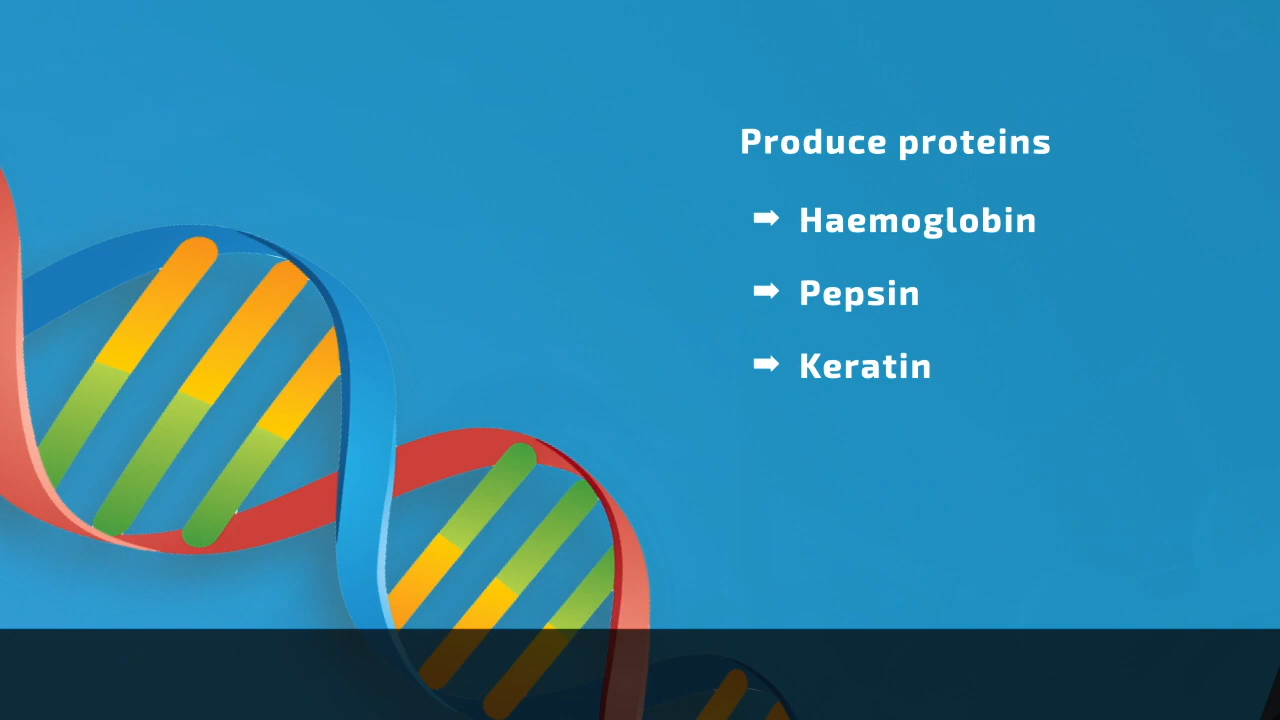 Produce proteins
➡ Haemoglobin
➡ Pepsin
➡ Keratin